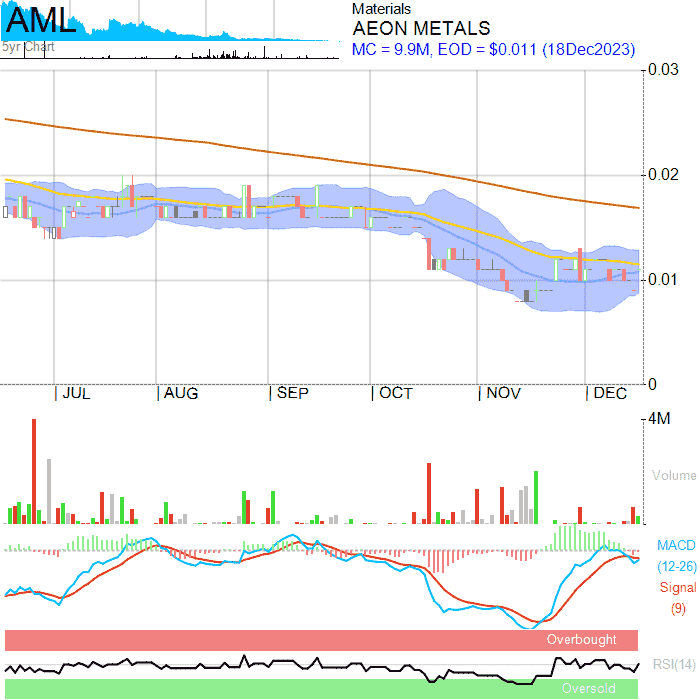 AML
5yr Chart
Materials
AEON METALS
MC = 9.9M, EOD = $0.011 (18Dec2023)
0.03
0.02
0.01
0
JUL AUG SEP OCT NOV DEC
4M
Volume
MACD
(12-26)
Signal
(9)
Overbought
RSI(14)
Oversold